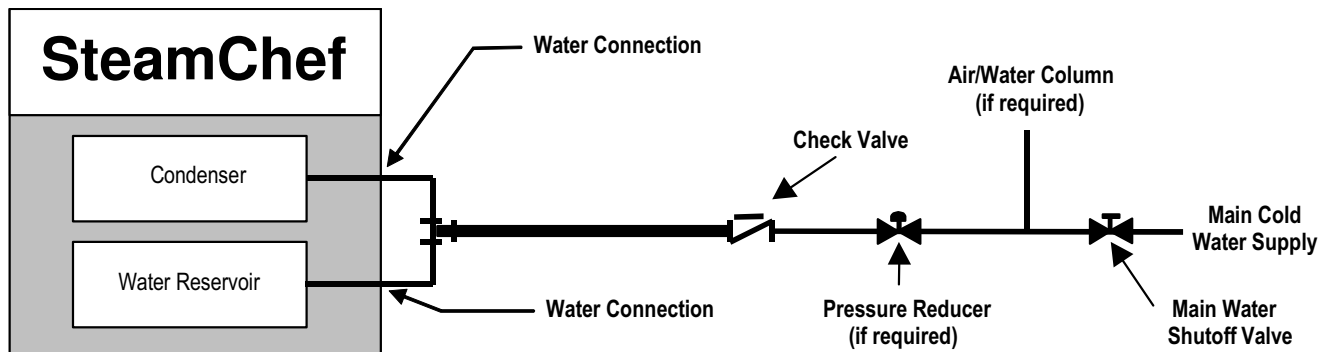 SteamChef
Water Connection
Air/Water Column
(if required)
Check Valve
Condenser
Main Cold
Water Supply
Water Reservoir
Water Connection
Pressure Reducer
(if required)
Main Water
Shutoff Valve